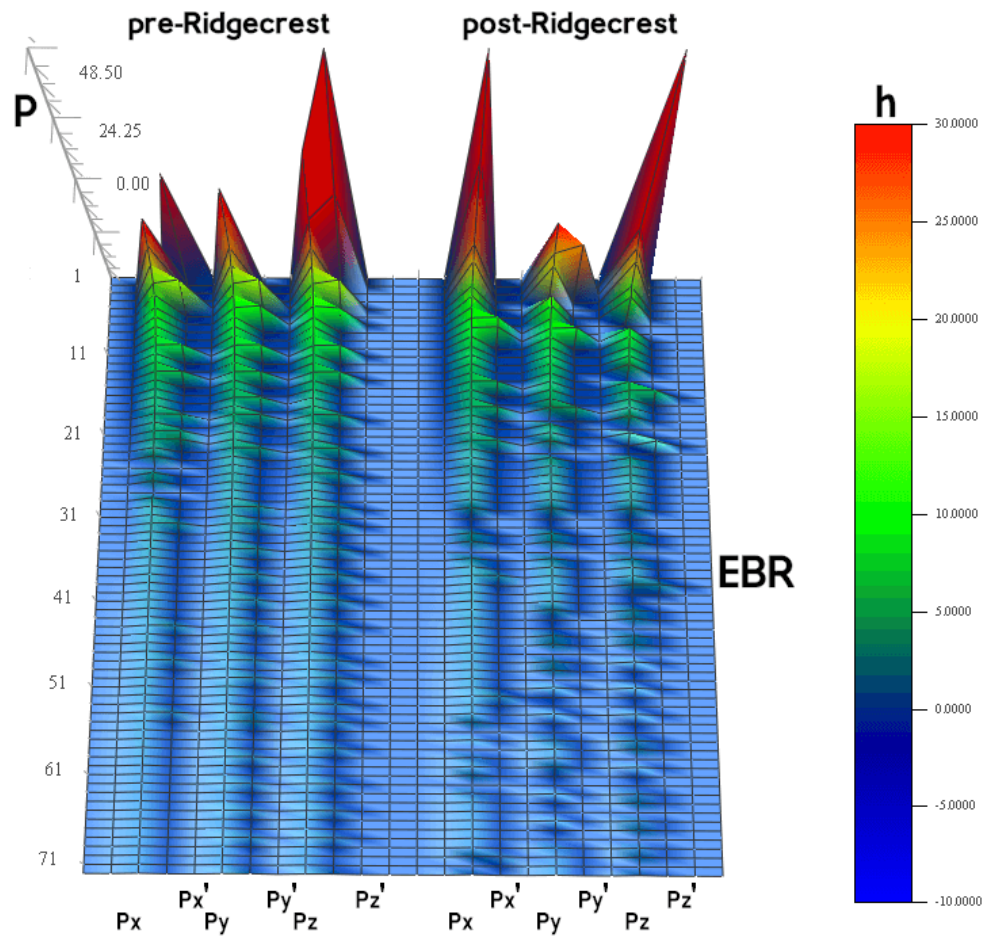 pre-Ridgecrest
post-Ridgecrest
P
48.50
24.25
0.00
h
30.0000
25.0000
20.0000
15.0000
10.0000
5.0000
0.0000
-5.0000
-10.0000
1
11
21
31
41
51
61
71
EBR
Px' Py' Pz' Px' Py' Pz'
Px Py Pz Px Py Pz